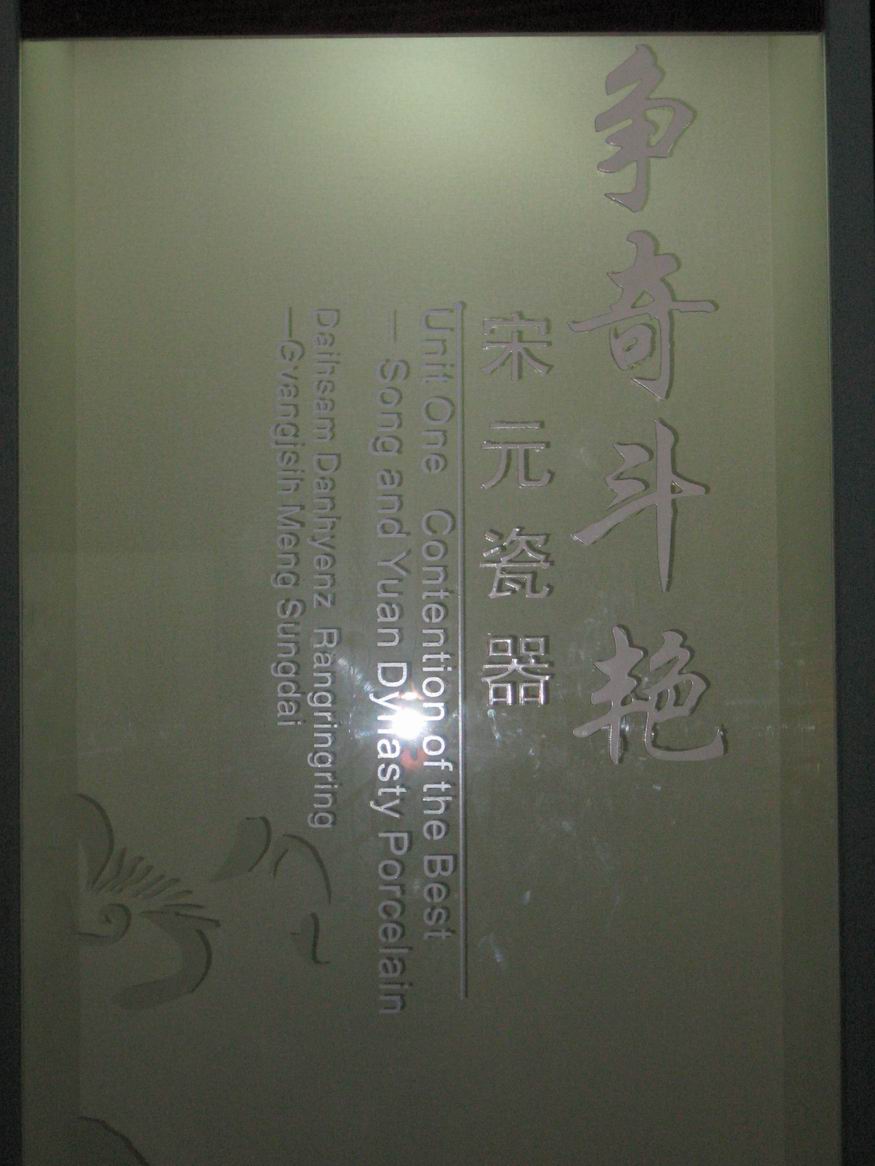 争奇斗艳
宋元瓷器
Unit One Contention of the Best
— Song and Yuan Dynasty Porcelain
Daihsam Danhyenz Rangringring
—Gvangjsih Meng Sungdai